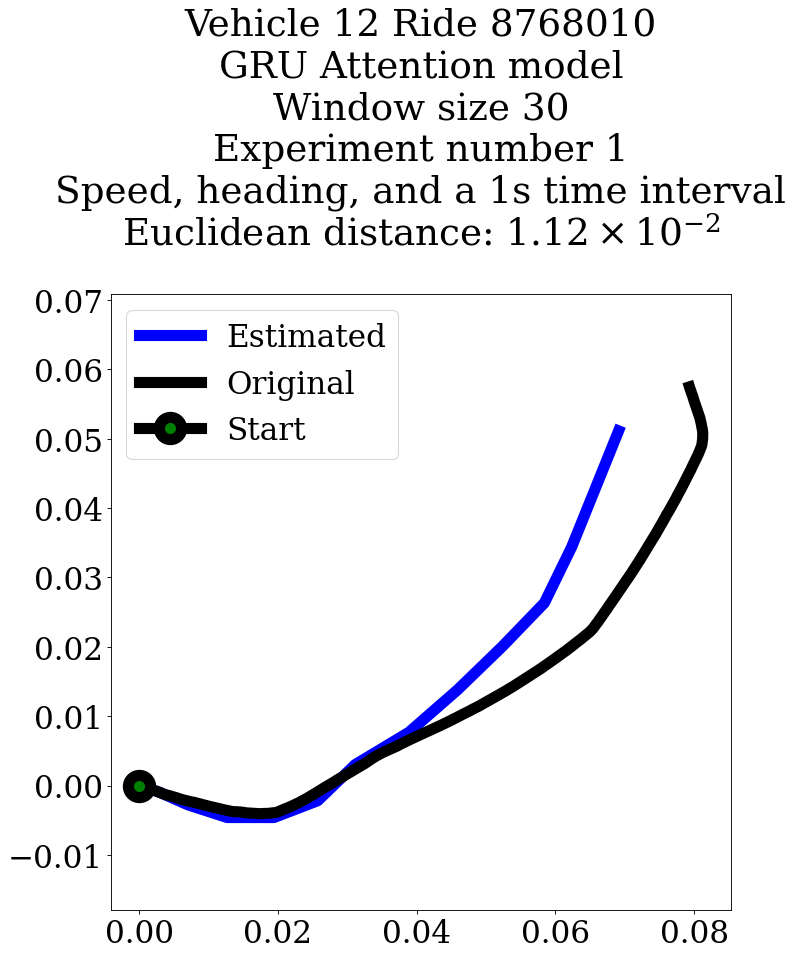 Vehicle 12 Ride 8768010
GRU Attention model
Window size 30
Experiment number 1
Speed, heading, and a 1s time interval
Euclidean distance: 1.12 × 10⁻²
0.07
Estimated
0.06
Original
0.05
Start
0.04
0.03
0.02
0.01
0.00
−0.01
0.00 0.02 0.04 0.06 0.08